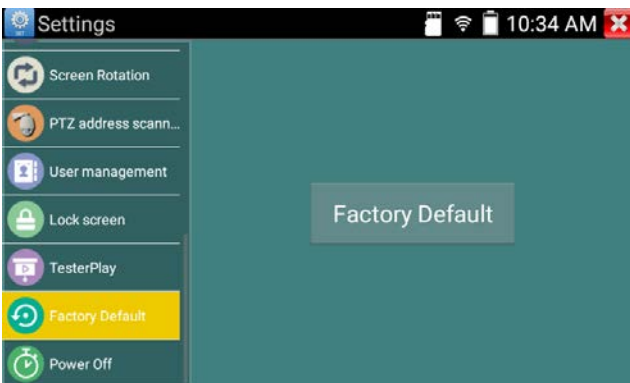 Settings
10:34 AM
Screen Rotation
PTZ address scann...
User management
Lock screen
TesterPlay
Factory Default
Power Off
Factory Default